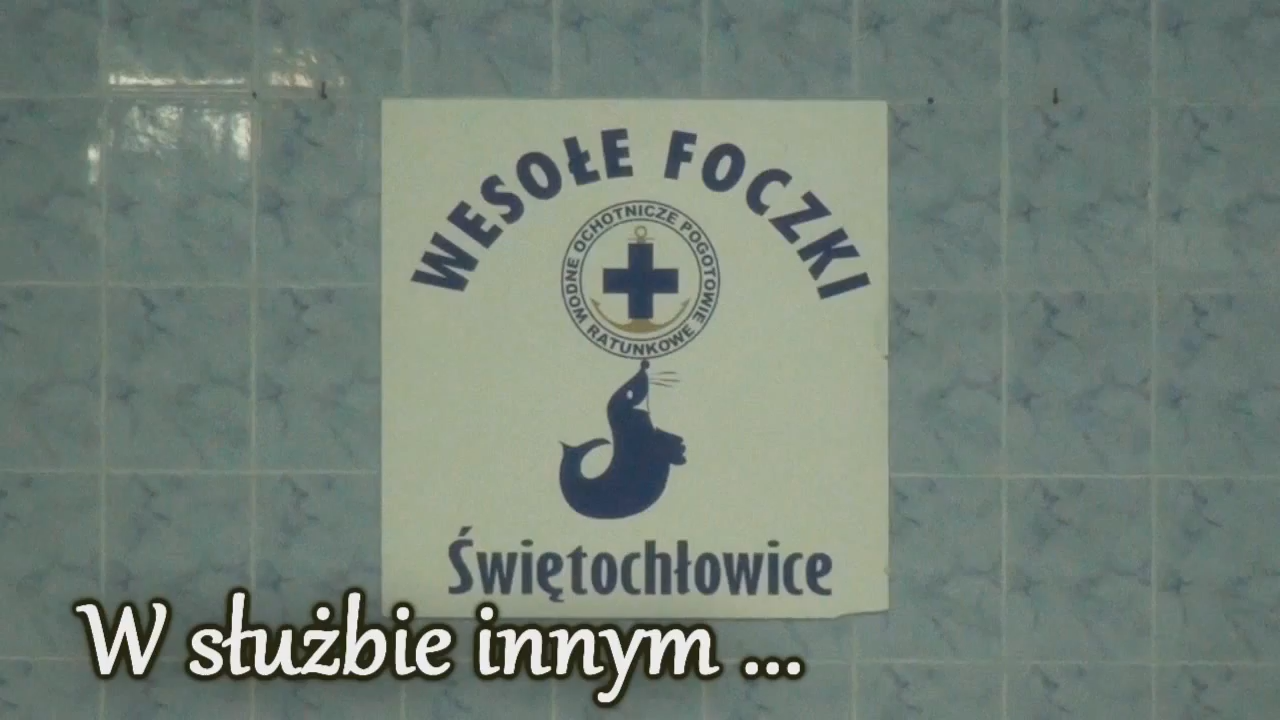 WESOŁE FOCZKI
WODNE OCHOTNICZE POGOTOWIE RATUNKOWE
Świętochłowice
W służbie innym ...